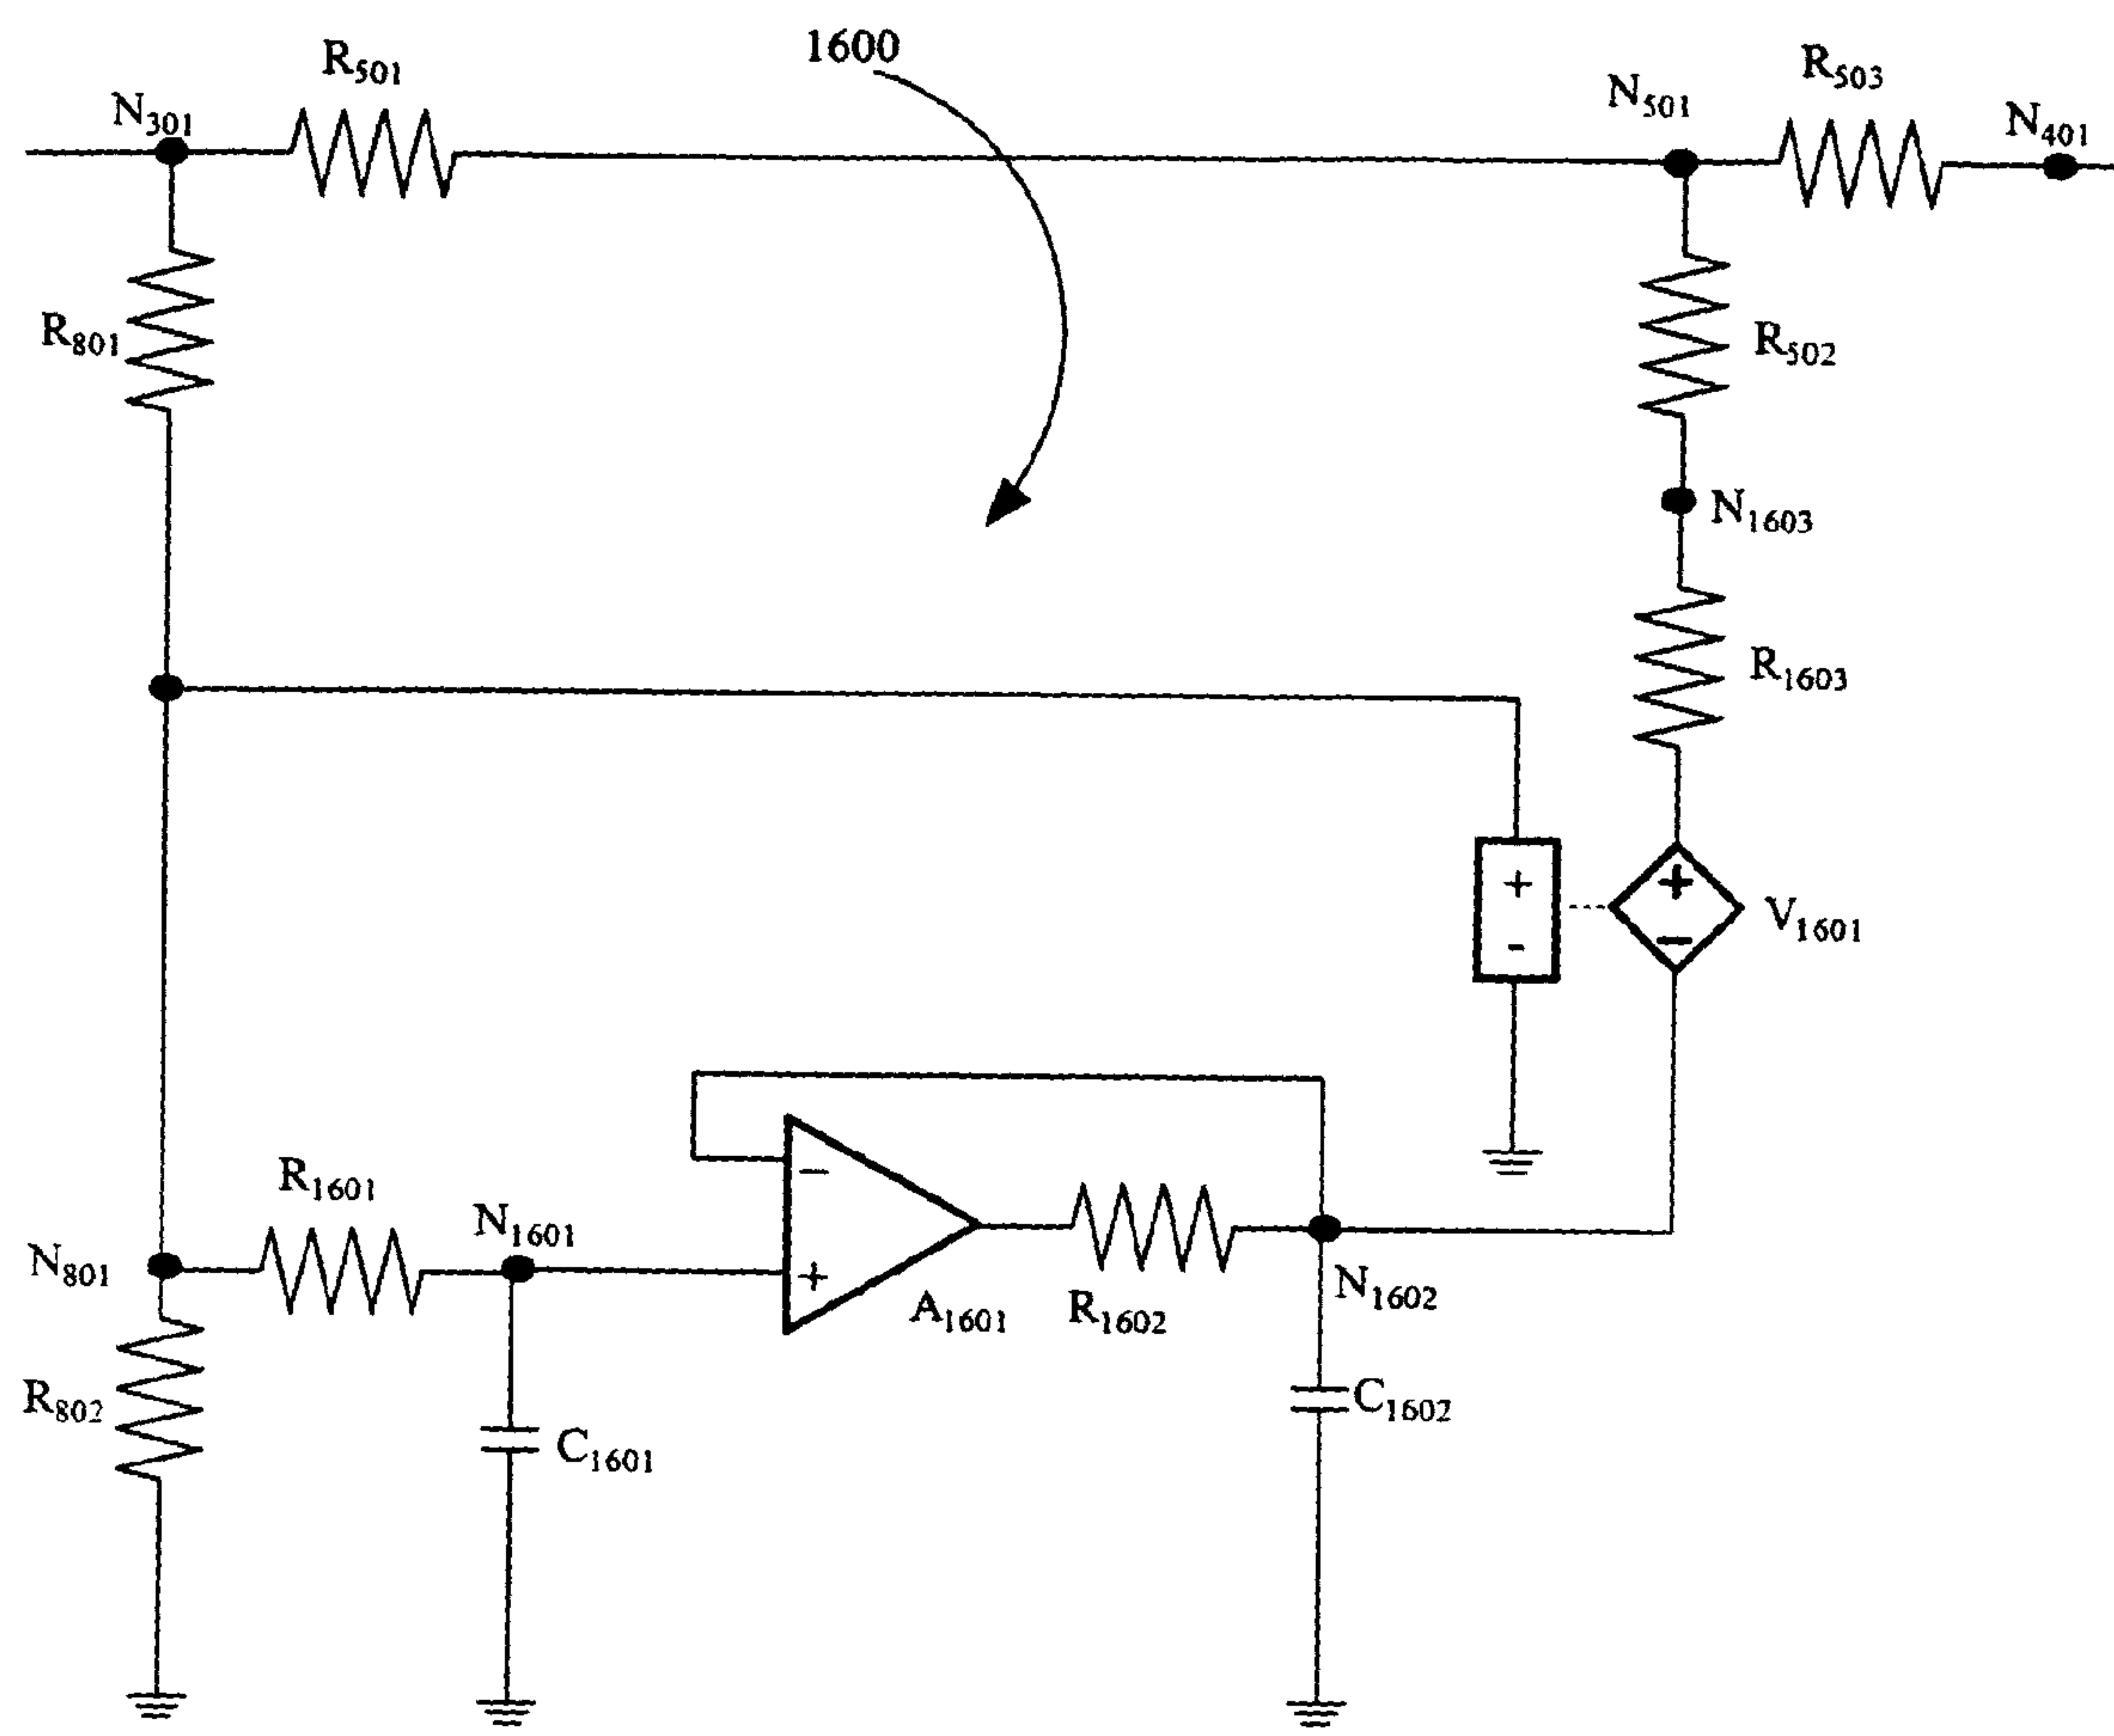 1600
R501
R503
N301
N501
N401
R801
R502
N1603
R1603
+
-
+
−
V1601
−
+
R1601
N1601
N801
A1601
R1602
N1602
R802
C1601
C1602